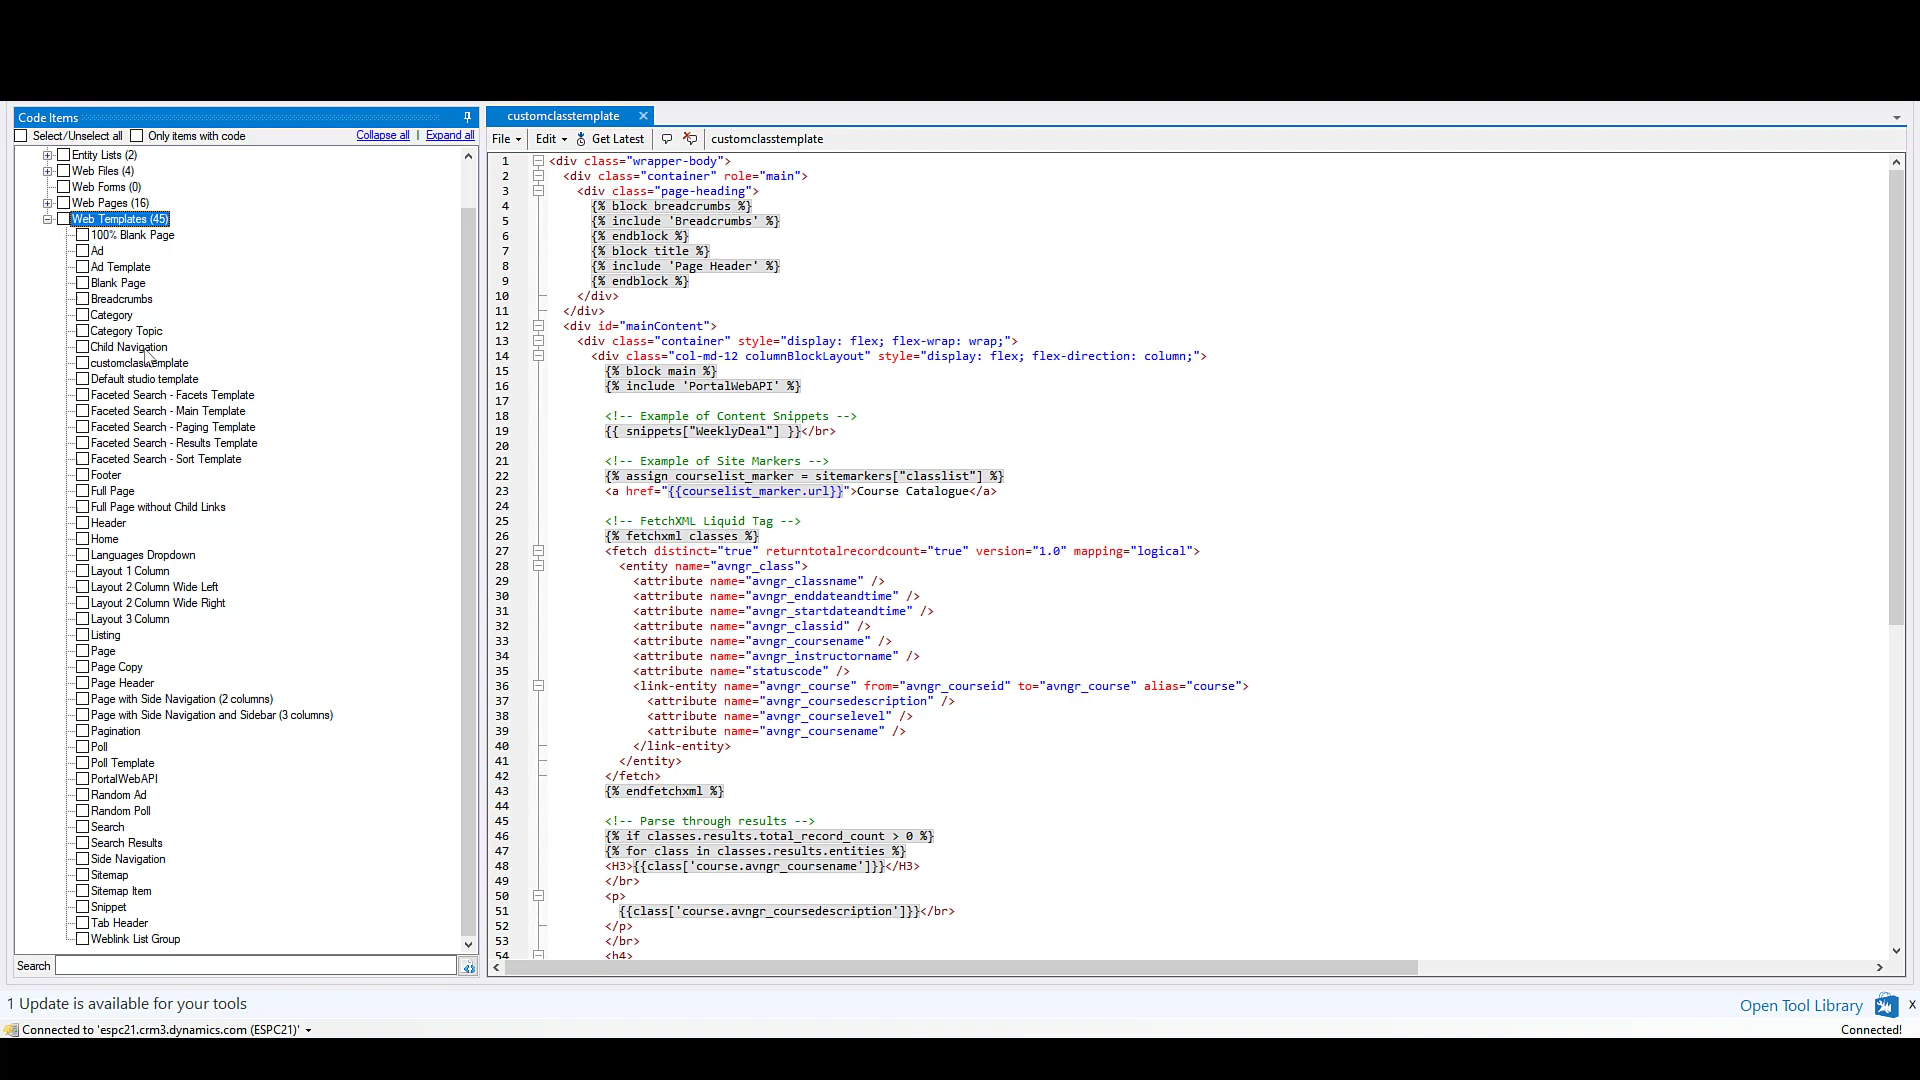 Code Items
Select/Unselect all Only items with code Collapse all | Expand all
Entity Lists (2)
Web Files (4)
Web Forms (0)
Web Pages (16)
Web Templates (45)
100% Blank Page
Ad
Ad Template
Blank Page
Breadcrumbs
Category
Category Topic
Child Navigation
customclasstemplate
Default studio template
Faceted Search - Facets Template
Faceted Search - Main Template
Faceted Search - Paging Template
Faceted Search - Results Template
Faceted Search - Sort Template
Footer
Full Page
Full Page without Child Links
Header
Home
Languages Dropdown
Layout 1 Column
Layout 2 Column Wide Left
Layout 2 Column Wide Right
Layout 3 Column
Listing
Page
Page Copy
Page Header
Page with Side Navigation (2 columns)
Page with Side Navigation and Sidebar (3 columns)
Pagination
Poll
Poll Template
PortalWebAPI
Random Ad
Random Poll
Search
Search Results
Side Navigation
Sitemap
Sitemap Item
Snippet
Tab Header
Weblink List Group
Search
customclasstemplate
File Edit Get Latest customclasstemplate
1 <div class="wrapper-body">
2 <div class="container" role="main">
3 <div class="page-heading">
4 {% block breadcrumbs %}
5 {% include 'Breadcrumbs' %}
6 {% endblock %}
7 {% block title %}
8 {% include 'Page Header' %}
9 {% endblock %}
10 </div>
11 </div>
12 <div id="mainContent">
13 <div class="container" style="display: flex; flex-wrap: wrap;">
14 <div class="col-md-12 columnBlockLayout" style="display: flex; flex-direction: column;">
15 {% block main %}
16 {% include 'PortalWebAPI' %}
17
18 <!-- Example of Content Snippets -->
19 {{ snippets["WeeklyDeal"] }}</br>
20
21 <!-- Example of Site Markers -->
22 {% assign courselist_marker = sitemarkers["classlist"] %}
23 <a href="{{courselist_marker.url}}">Course Catalogue</a>
24
25 <!-- FetchXML Liquid Tag -->
26 {% fetchxml classes %}
27 <fetch distinct="true" returntotalrecordcount="true" version="1.0" mapping="logical">
28 <entity name="avngr_class">
29 <attribute name="avngr_classname" />
30 <attribute name="avngr_enddateandtime" />
31 <attribute name="avngr_startdateandtime" />
32 <attribute name="avngr_classid" />
33 <attribute name="avngr_coursename" />
34 <attribute name="avngr_instructorname" />
35 <attribute name="statuscode" />
36 <link-entity name="avngr_course" from="avngr_courseid" to="avngr_course" alias="course">
37 <attribute name="avngr_coursedescription" />
38 <attribute name="avngr_courselevel" />
39 <attribute name="avngr_coursename" />
40 </link-entity>
41 </entity>
42 </fetch>
43 {% endfetchxml %}
44
45 <!-- Parse through results -->
46 {% if classes.results.total_record_count > 0 %}
47 {% for class in classes.results.entities %}
48 <H3>{{class['course.avngr_coursename']}}</H3>
49 </br>
50 <p>
51 {{class['course.avngr_coursedescription']}}</br>
52 </p>
53 </br>
54 <h4>
1 Update is available for your tools
Open Tool Library X
Connected to 'espc21.crm3.dynamics.com (ESPC21)'
Connected!